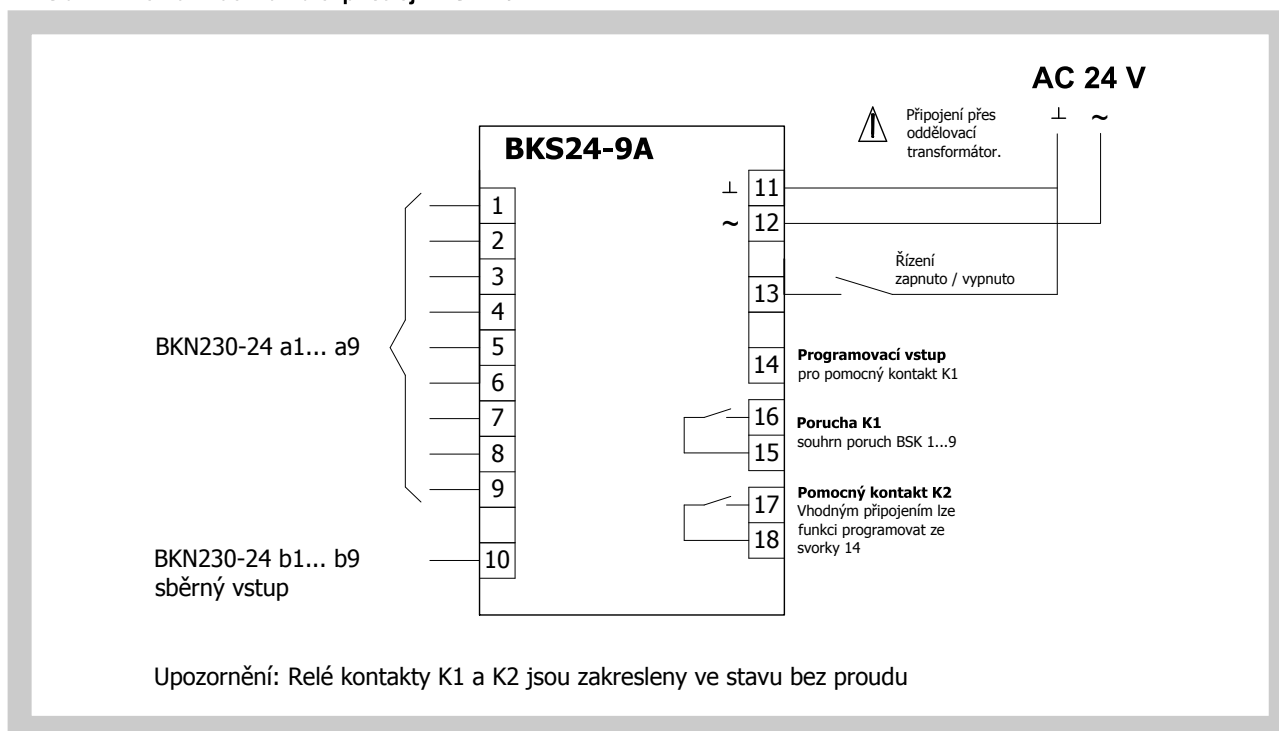 AC 24 V
⊥ ~
Připojení přes
oddělovací
transformátor.
BKS24-9A
1
2
3
4
5
6
7
8
9
10
BKN230-24 a1... a9
BKN230-24 b1... b9
sběrný vstup
⊥ 11
~ 12
13
Řízení
zapnuto / vypnuto
14
Programovací vstup
pro pomocný kontakt K1
16
15
Porucha K1
souhrn poruch BSK 1...9
17
18
Pomocný kontakt K2
Vhodným připojením lze
funkci programovat ze
svorky 14
Upozornění: Relé kontakty K1 a K2 jsou zakresleny ve stavu bez proudu